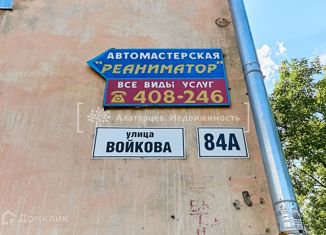 АВТОМАСТЕРСКАЯ
"РЕАНИМАТОР"
ВСЕ ВИДЫ УСЛУГ
☎ 408-246
Алатарцев. Недвижимость
улица
ВОЙКОВА
84А
Домклик